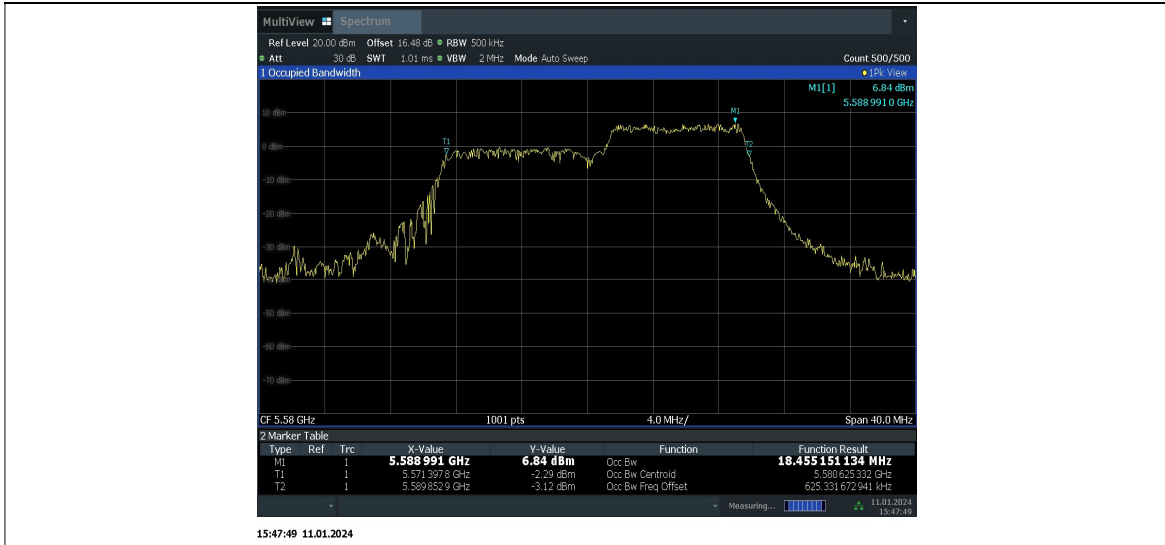 MultiView Spectrum
Ref Level 20.00 dBm Offset 16.48 dB RBW 500 kHz
Att 30 dB SWT 1.01 ms VBW 2 MHz Mode Auto Sweep Count 500/500
1 Occupied Bandwidth 1Pk View
M1[1] 6.84 dBm
5.588 991 0 GHz
M1
10 dBm
T1
T2
0 dBm
-10 dBm
-20 dBm
-30 dBm
-50 dBm
-60 dBm
-70 dBm
CF 5.58 GHz 1001 pts 4.0 MHz/ Span 40.0 MHz
2 Marker Table
Type Ref Trc X-Value Y-Value Function Function Result
M1 1 5.588 991 GHz 6.84 dBm Occ Bw 18.455 151 134 MHz
T1 1 5.571 397 8 GHz -2.29 dBm Occ Bw Centroid 5.580 625 332 GHz
T2 1 5.589 852 9 GHz -3.12 dBm Occ Bw Freq Offset 625.331 672 941 kHz
Measuring... 11.01.2024
15:47:49
15:47:49 11.01.2024